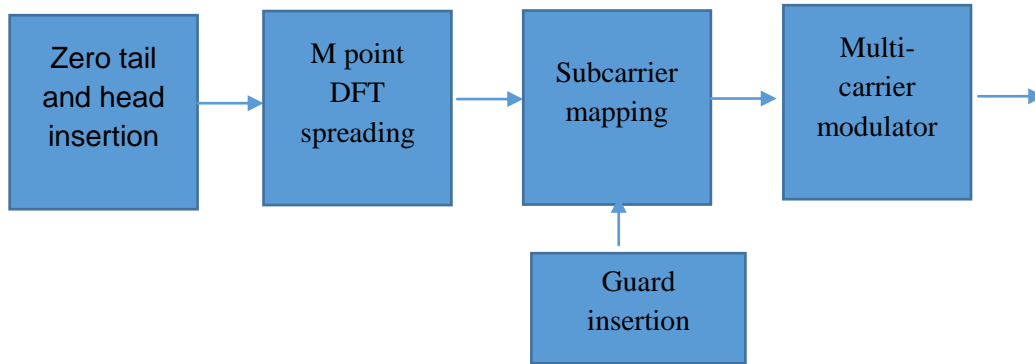 Zero tail
and head
insertion
M point
DFT
spreading
Subcarrier
mapping
Multi-
carrier
modulator
Guard
insertion